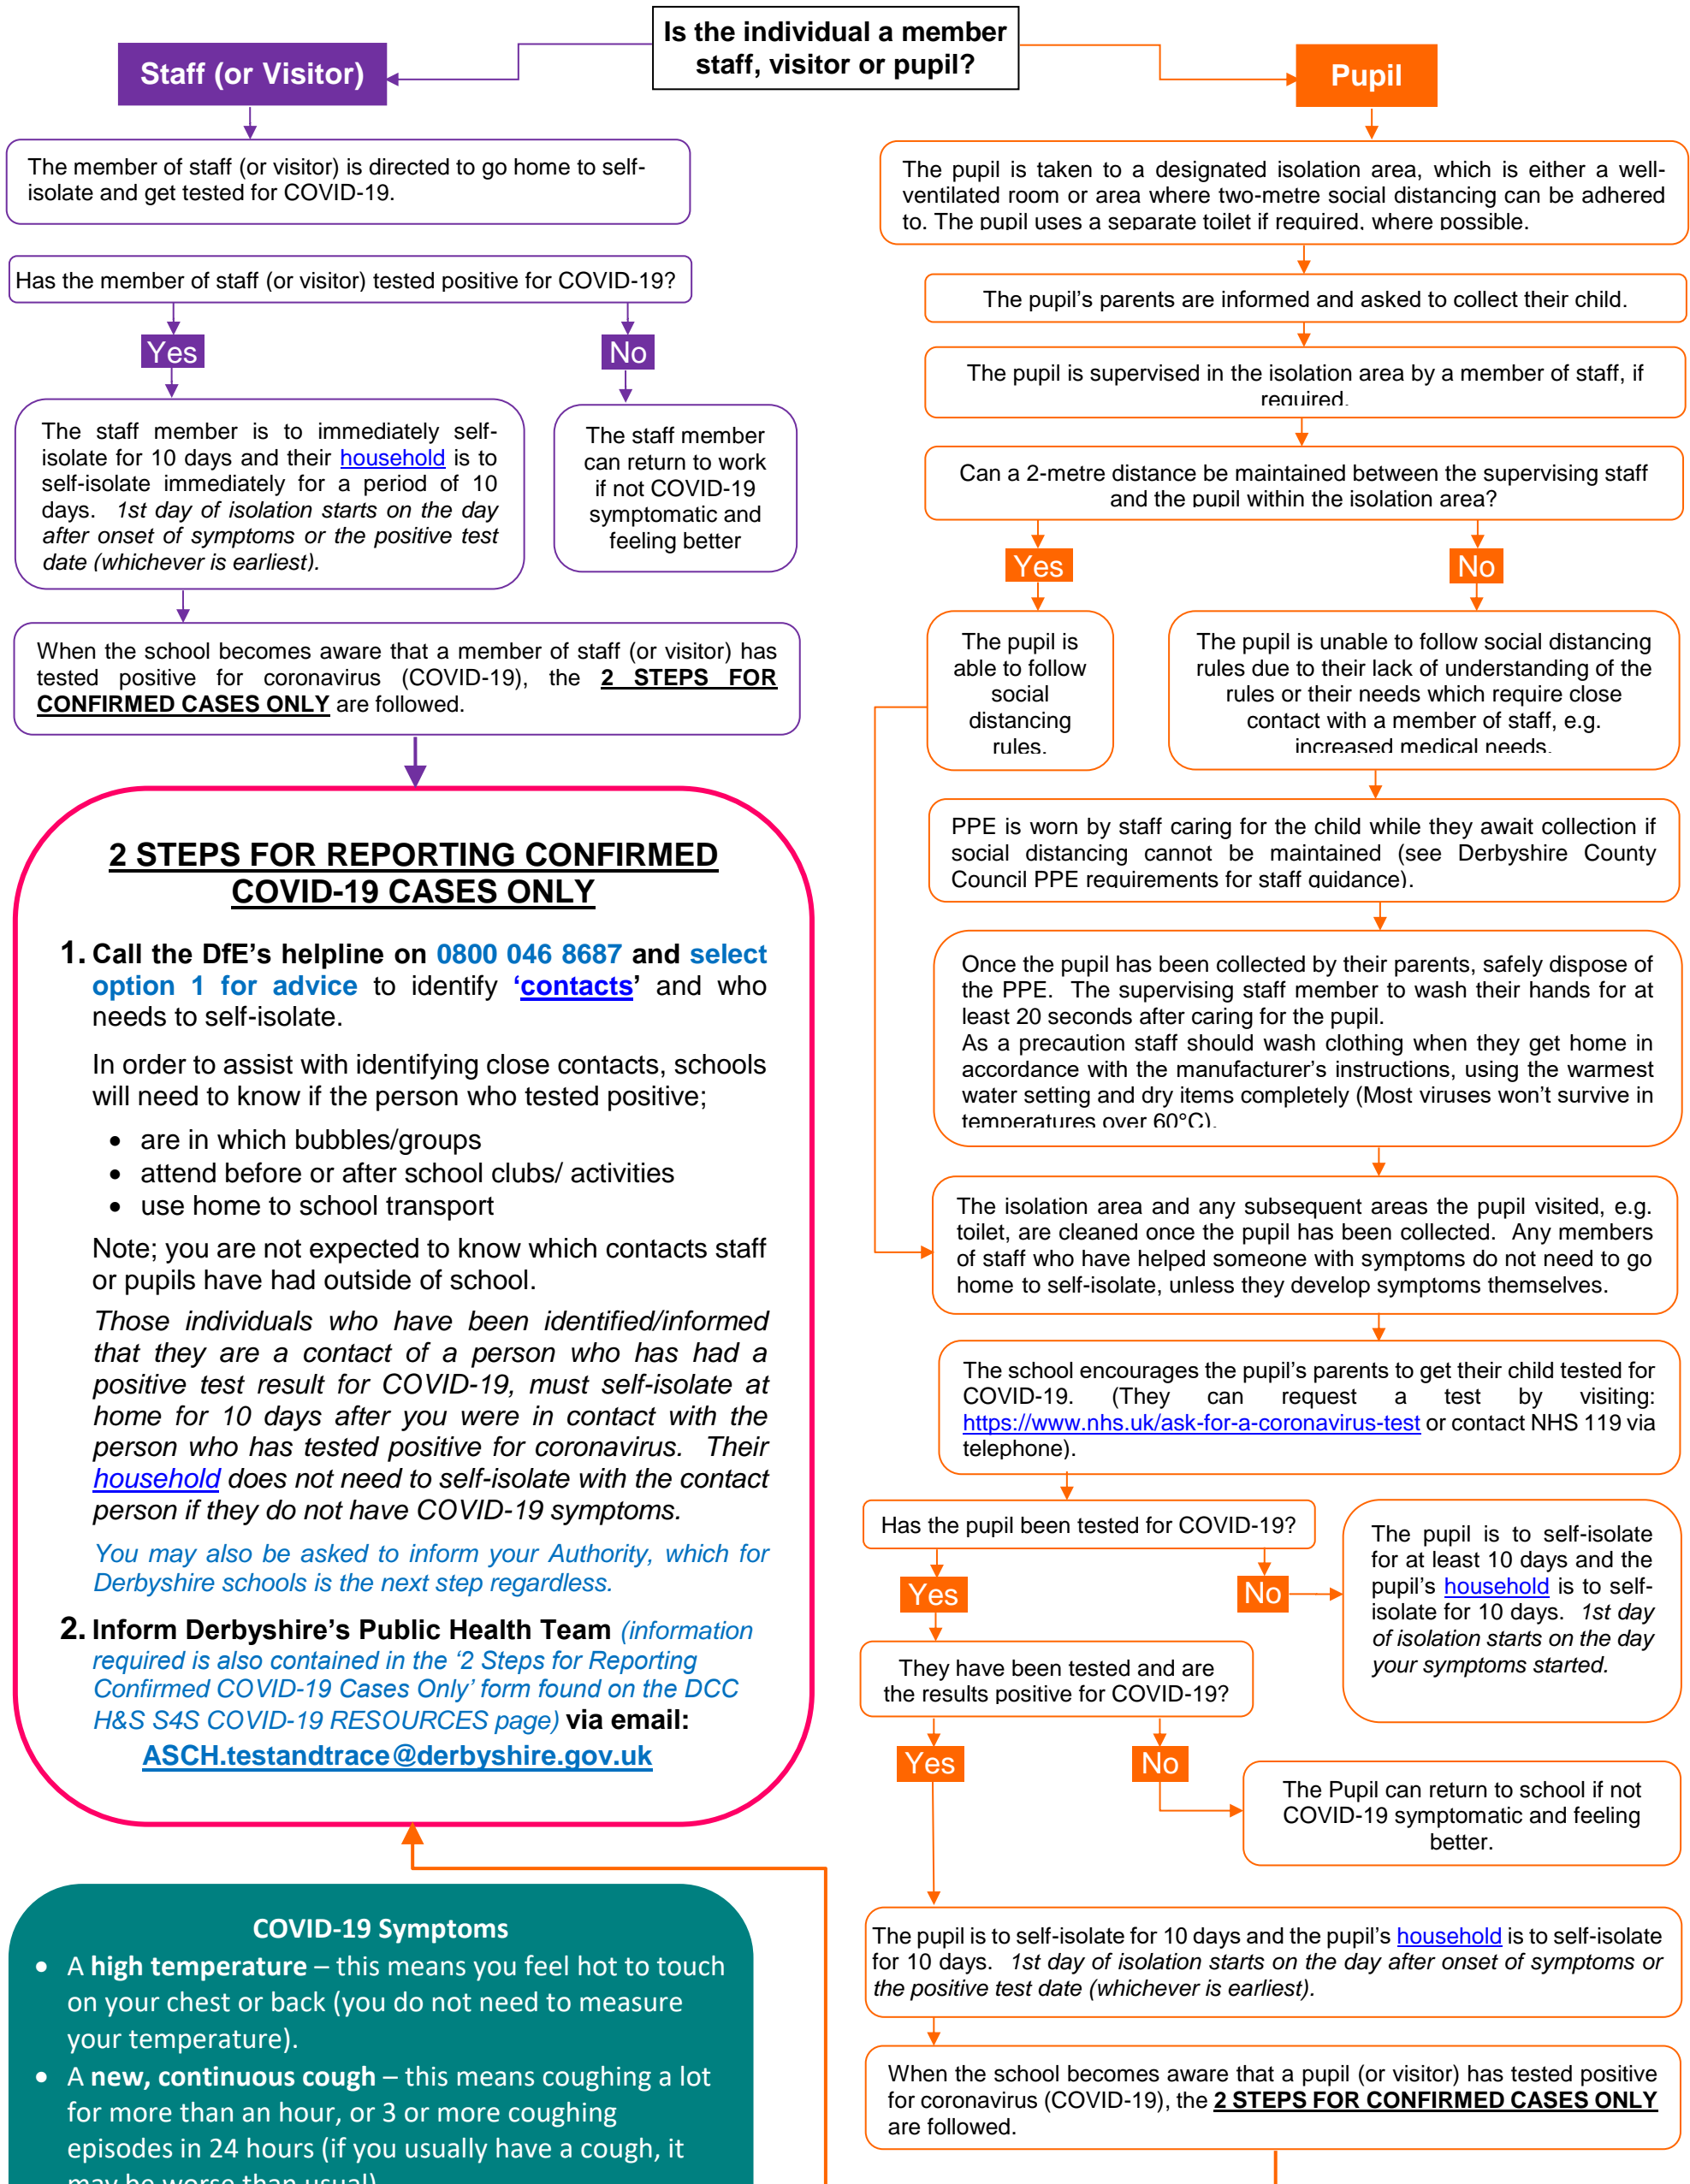 Is the individual a member
staff, visitor or pupil?
Staff (or Visitor)
The member of staff (or visitor) is directed to go home to self-
isolate and get tested for COVID-19.
Has the member of staff (or visitor) tested positive for COVID-19?
Yes
No
The staff member is to immediately self-
isolate for 10 days and their household is to
self-isolate immediately for a period of 10
days. 1st day of isolation starts on the day
after onset of symptoms or the positive test
date (whichever is earliest).
The staff member
can return to work
if not COVID-19
symptomatic and
feeling better
When the school becomes aware that a member of staff (or visitor) has
tested positive for coronavirus (COVID-19), the 2 STEPS FOR
CONFIRMED CASES ONLY are followed.
2 STEPS FOR REPORTING CONFIRMED
COVID-19 CASES ONLY
1. Call the DfE's helpline on 0800 046 8687 and select
option 1 for advice to identify 'contacts' and who
needs to self-isolate.
In order to assist with identifying close contacts, schools
will need to know if the person who tested positive;
• are in which bubbles/groups
• attend before or after school clubs/ activities
• use home to school transport
Note; you are not expected to know which contacts staff
or pupils have had outside of school.
Those individuals who have been identified/informed
that they are a contact of a person who has had a
positive test result for COVID-19, must self-isolate at
home for 10 days after you were in contact with the
person who has tested positive for coronavirus. Their
household does not need to self-isolate with the contact
person if they do not have COVID-19 symptoms.
You may also be asked to inform your Authority, which for
Derbyshire schools is the next step regardless.
2. Inform Derbyshire's Public Health Team (information
required is also contained in the '2 Steps for Reporting
Confirmed COVID-19 Cases Only' form found on the DCC
H&S S4S COVID-19 RESOURCES page) via email:
ASCH.testandtrace@derbyshire.gov.uk
COVID-19 Symptoms
• A high temperature – this means you feel hot to touch
on your chest or back (you do not need to measure
your temperature).
• A new, continuous cough – this means coughing a lot
for more than an hour, or 3 or more coughing
episodes in 24 hours (if you usually have a cough, it
may be worse than usual)
Pupil
The pupil is taken to a designated isolation area, which is either a well-
ventilated room or area where two-metre social distancing can be adhered
to. The pupil uses a separate toilet if required, where possible.
The pupil's parents are informed and asked to collect their child.
The pupil is supervised in the isolation area by a member of staff, if
required.
Can a 2-metre distance be maintained between the supervising staff
and the pupil within the isolation area?
Yes
No
The pupil is
able to follow
social
distancing
rules.
The pupil is unable to follow social distancing
rules due to their lack of understanding of the
rules or their needs which require close
contact with a member of staff, e.g.
increased medical needs.
PPE is worn by staff caring for the child while they await collection if
social distancing cannot be maintained (see Derbyshire County
Council PPE requirements for staff guidance).
Once the pupil has been collected by their parents, safely dispose of
the PPE. The supervising staff member to wash their hands for at
least 20 seconds after caring for the pupil.
As a precaution staff should wash clothing when they get home in
accordance with the manufacturer's instructions, using the warmest
water setting and dry items completely (Most viruses won't survive in
temperatures over 60°C).
The isolation area and any subsequent areas the pupil visited, e.g.
toilet, are cleaned once the pupil has been collected. Any members
of staff who have helped someone with symptoms do not need to go
home to self-isolate, unless they develop symptoms themselves.
The school encourages the pupil's parents to get their child tested for
COVID-19. (They can request a test by visiting:
https://www.nhs.uk/ask-for-a-coronavirus-test or contact NHS 119 via
telephone).
Has the pupil been tested for COVID-19?
Yes
No
The pupil is to self-isolate
for at least 10 days and the
pupil's household is to self-
isolate for 10 days. 1st day
of isolation starts on the day
your symptoms started.
They have been tested and are
the results positive for COVID-19?
Yes
No
The Pupil can return to school if not
COVID-19 symptomatic and feeling
better.
The pupil is to self-isolate for 10 days and the pupil's household is to self-isolate
for 10 days. 1st day of isolation starts on the day after onset of symptoms or
the positive test date (whichever is earliest).
When the school becomes aware that a pupil (or visitor) has tested positive
for coronavirus (COVID-19), the 2 STEPS FOR CONFIRMED CASES ONLY
are followed.